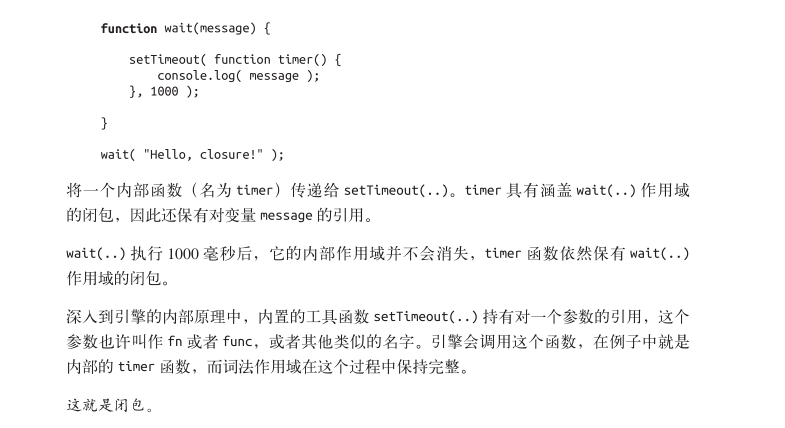 function wait(message) {
setTimeout( function timer() {
console.log( message );
}, 1000 );
}
wait( "Hello, closure!" );
将一个内部函数（名为 timer）传递给 setTimeout(..)。timer 具有涵盖 wait(..) 作用域
的闭包，因此还保有对变量 message 的引用。
wait(..) 执行 1000 毫秒后，它的内部作用域并不会消失，timer 函数依然保有 wait(..)
作用域的闭包。
深入到引擎的内部原理中，内置的工具函数 setTimeout(..) 持有对一个参数的引用，这个
参数也许叫作 fn 或者 func，或者其他类似的名字。引擎会调用这个函数，在例子中就是
内部的 timer 函数，而词法作用域在这个过程中保持完整。
这就是闭包。